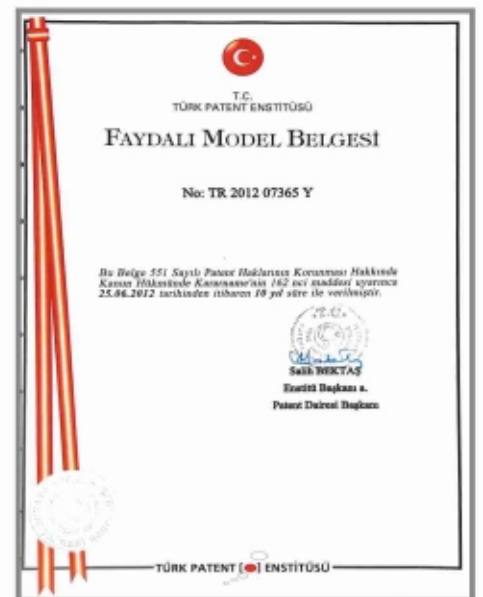 T.C.
TÜRK PATENT ENSTİTÜSÜ
FAYDALI MODEL BELGESİ
No: TR 2012 07365 Y
Bu Belge 551 Sayılı Patent Haklarının Korunması Hakkında
Kanun Hükmünde Kararname'nin 162 nci maddesi uyarınca
25.06.2012 tarihinden itibaren 10 yıl süre ile verilmiştir.
Salih BEKTAŞ
Enstitü Başkanı a.
Patent Dairesi Başkanı
TÜRK PATENT ENSTİTÜSÜ